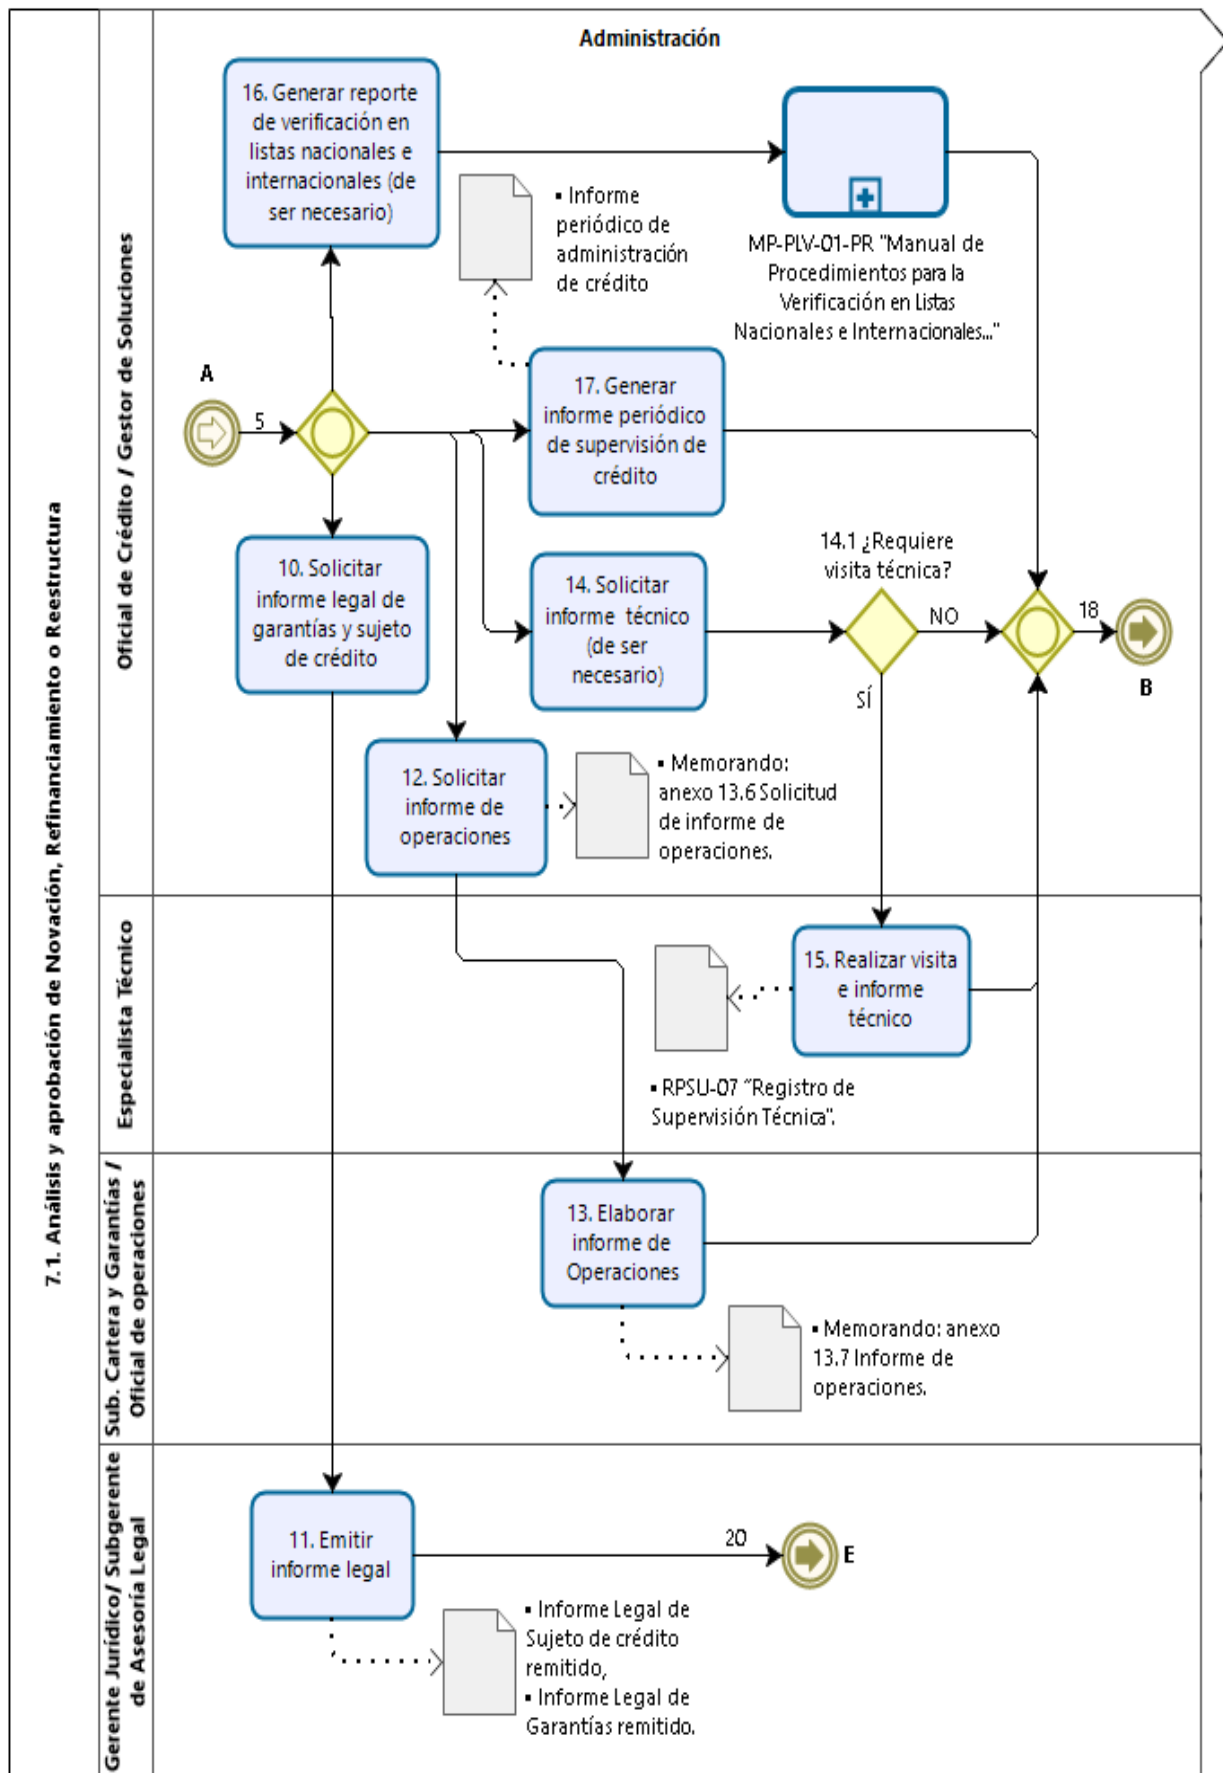 Administración
7.1. Análisis y aprobación de Novación, Refinanciamiento o Reestructura
Oficial de Crédito / Gestor de Soluciones
16. Generar reporte
de verificación en
listas nacionales e
internacionales (de
ser necesario)
▪ Informe
periódico de
administración
de crédito
MP-PLV-01-PR "Manual de
Procedimientos para la
Verificación en Listas
Nacionales e Internacionales..."
A
5
17. Generar
informe periódico
de supervisión de
crédito
10. Solicitar
informe legal de
garantías y sujeto
de crédito
14. Solicitar
informe técnico
(de ser
necesario)
14.1 ¿Requiere
visita técnica?
NO
SÍ
18
B
12. Solicitar
informe de
operaciones
▪ Memorando:
anexo 13.6 Solicitud
de informe de
operaciones.
Especialista Técnico
15. Realizar visita
e informe
técnico
▪ RPSU-07 “Registro de
Supervisión Técnica”.
Sub. Cartera y Garantías /
Oficial de operaciones
13. Elaborar
informe de
Operaciones
▪ Memorando: anexo
13.7 Informe de
operaciones.
Gerente Jurídico/ Subgerente
de Asesoría Legal
11. Emitir
informe legal
20
E
▪ Informe Legal de
Sujeto de crédito
remitido,
▪ Informe Legal de
Garantías remitido.